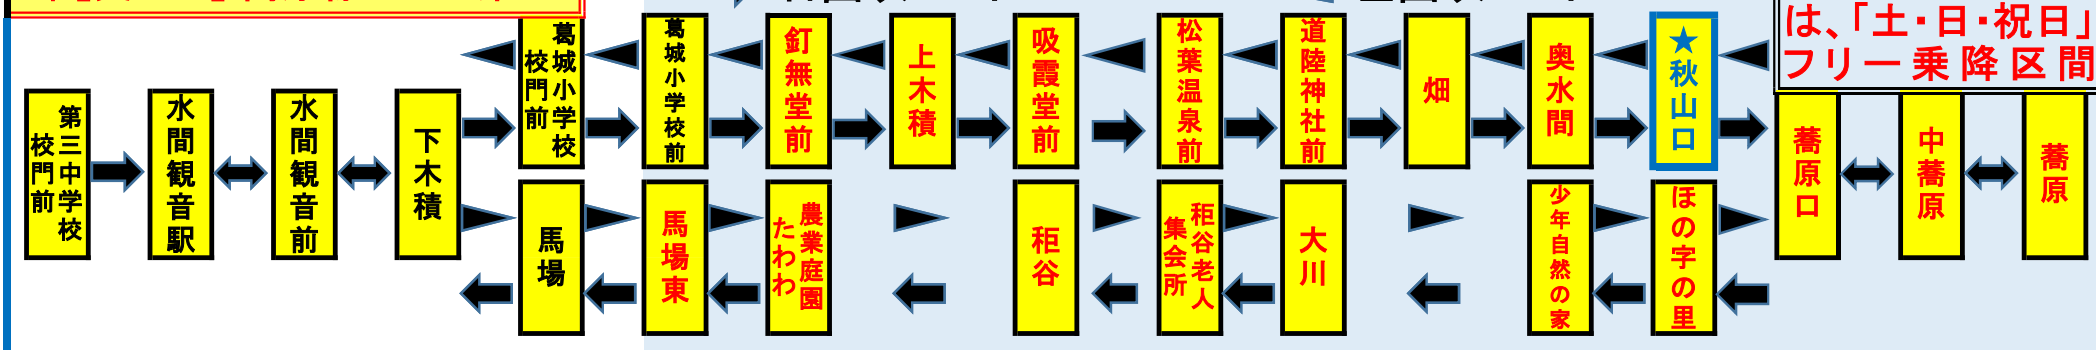 は、「土・日・祝日」
フリー乗降区間
第三中学校
校門前
水間観音駅
水間観音前
下木積
葛城小学校
校門前
葛城小学校前
釘無堂前
上木積
吸霞堂前
松葉温泉前
道陸神社前
畑
奥水間
★秋山口
蕎原口
中蕎原
蕎原
馬場
馬場東
農業庭園
たわわ
秬谷
秬谷老人
集会所
大川
少年自然の家
ほの字の里